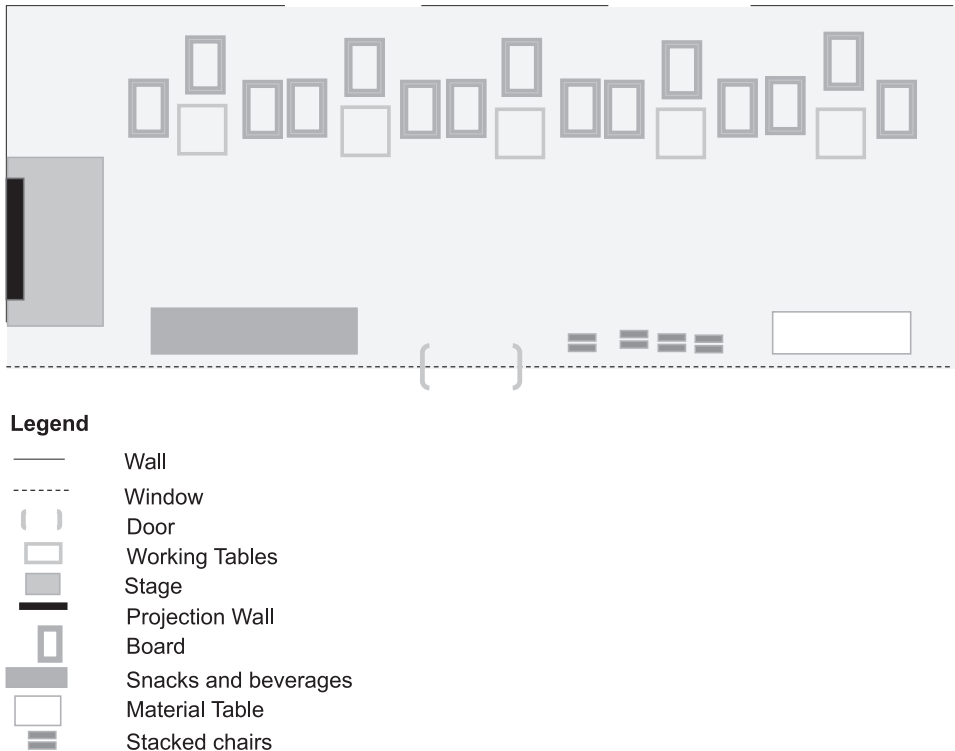 Legend
Wall
Window
Door
Working Tables
Stage
Projection Wall
Board
Snacks and beverages
Material Table
Stacked chairs